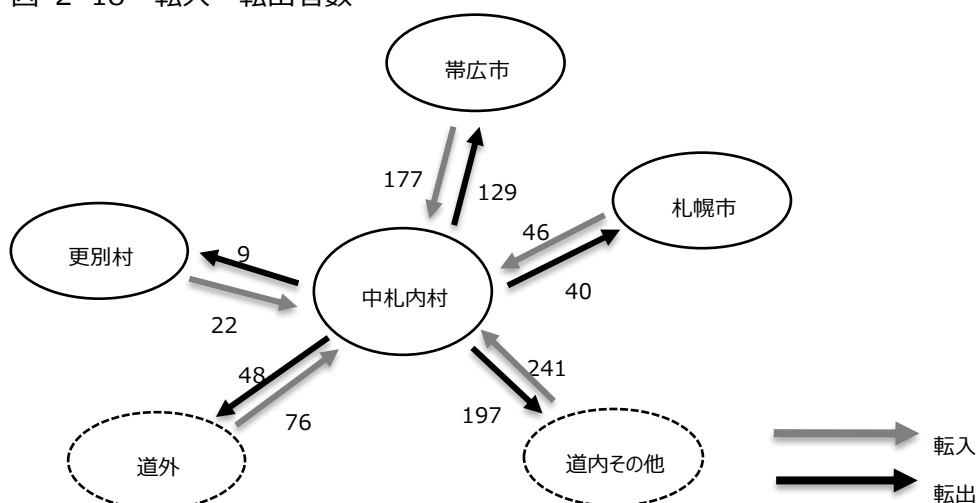 図 2-18 転入・転出者数
帯広市
177
129
札幌市
46
40
更別村
9
22
中札内村
48
76
241
197
道外
道内その他
転入
転出